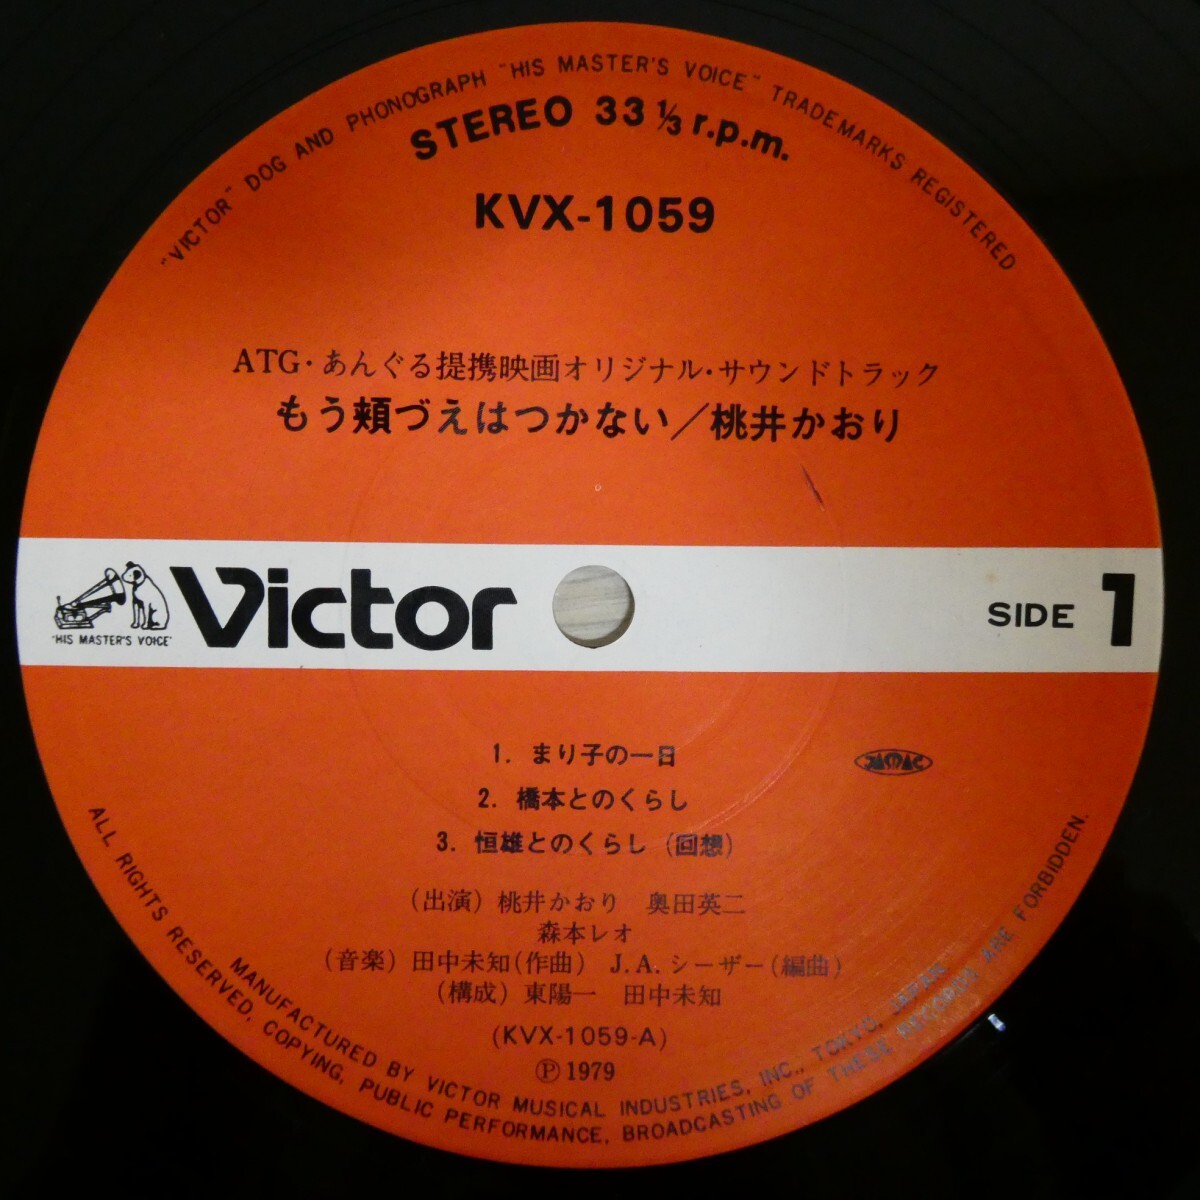 "VICTOR" DOG AND PHONOGRAPH "HIS MASTER'S VOICE" TRADEMARKS REGISTERED
STEREO 33 ⅓ r.p.m.
KVX-1059
ATG・あんぐる提携映画オリジナル・サウンドトラック
もう頬づえはつかない／桃井かおり
"HIS MASTER'S VOICE"
Victor
SIDE 1
1. まり子の一日
2. 橋本とのくらし
3. 恒雄とのくらし (回想)
JASRAC
(出演) 桃井かおり 奥田英二
森本レオ
(音楽) 田中未知(作曲) J.A.シーザー(編曲)
(構成) 東陽一 田中未知
(KVX-1059-A)
Ⓟ 1979
MANUFACTURED BY VICTOR MUSICAL INDUSTRIES, INC., TOKYO, JAPAN
ALL RIGHTS RESERVED, COPYING, PUBLIC PERFORMANCE, BROADCASTING OF THESE RECORDS ARE FORBIDDEN.